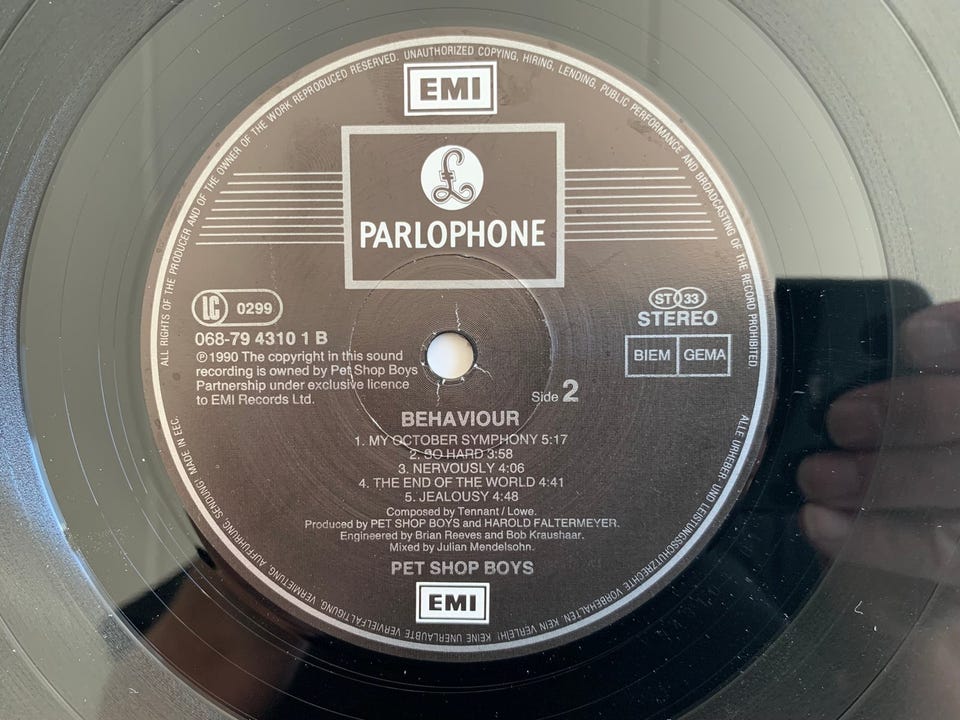 ALL RIGHTS OF THE PRODUCER AND OF THE OWNER OF THE WORK REPRODUCED RESERVED. UNAUTHORIZED COPYING, HIRING, LENDING, PUBLIC PERFORMANCE AND BROADCASTING OF THE RECORD PROHIBITED.
EMI
£
PARLOPHONE
LC 0299
068-79 4310 1 B
℗ 1990 The copyright in this sound
recording is owned by Pet Shop Boys
Partnership under exclusive licence
to EMI Records Ltd.
ST 33
STEREO
BIEM GEMA
Side 2
BEHAVIOUR
1. MY OCTOBER SYMPHONY 5:17
2. SO HARD 3:58
3. NERVOUSLY 4:06
4. THE END OF THE WORLD 4:41
5. JEALOUSY 4:48
Composed by Tennant / Lowe.
Produced by PET SHOP BOYS and HAROLD FALTERMEYER.
Engineered by Brian Reeves and Bob Kraushaar.
Mixed by Julian Mendelsohn.
PET SHOP BOYS
EMI
ALLE URHEBER- UND LEISTUNGSSCHUTZRECHTE VORBEHALTEN. KEIN VERLEIH! KEINE UNERLAUBTE VERVIELFÄLTIGUNG, VERMIETUNG, AUFFÜHRUNG, SENDUNG! MADE IN EEC.